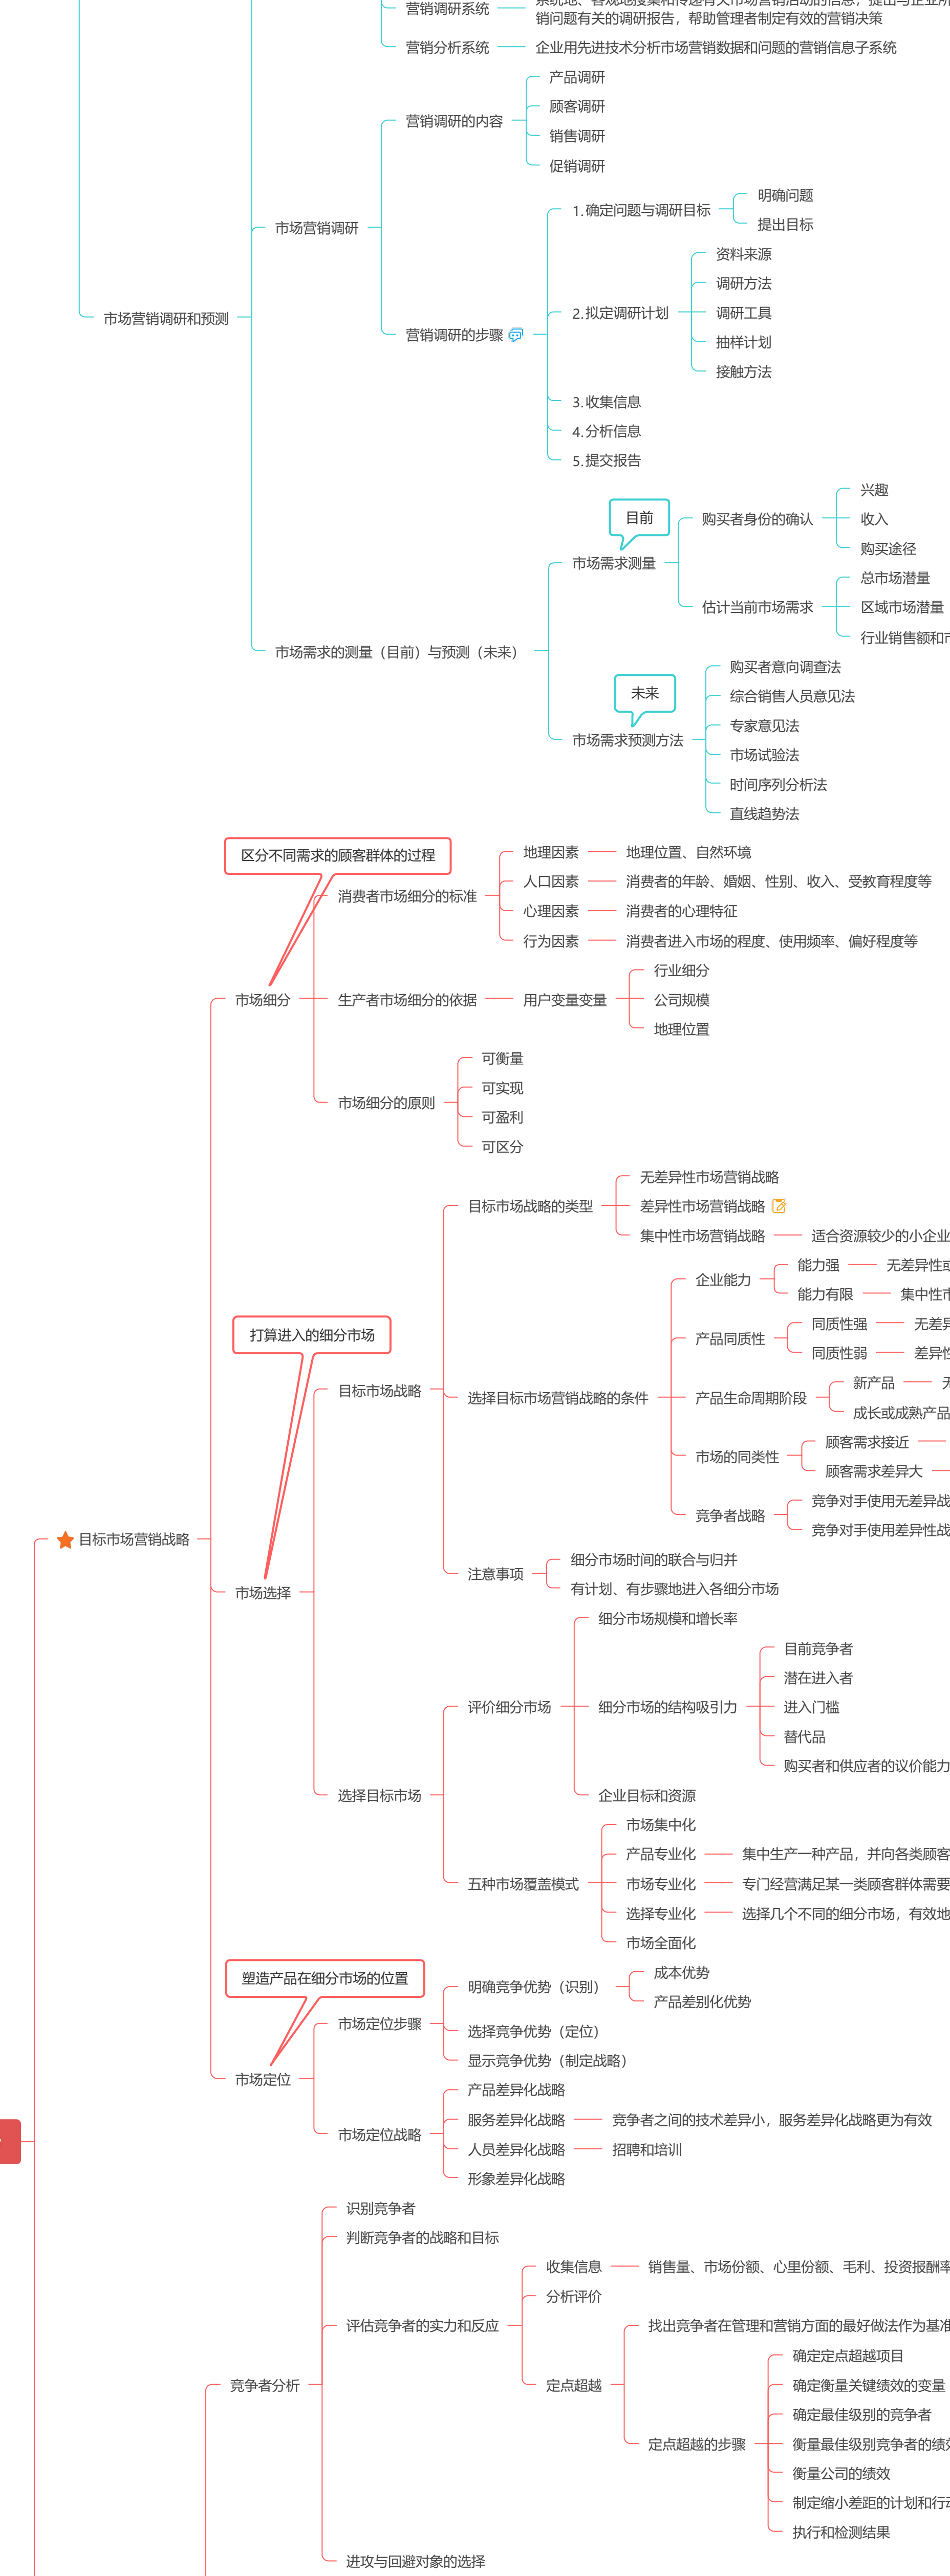 营销调研系统
销问题有关的调研报告，帮助管理者制定有效的营销决策
营销分析系统
企业用先进技术分析市场营销数据和问题的营销信息子系统
产品调研
顾客调研
营销调研的内容
销售调研
促销调研
明确问题
1.确定问题与调研目标
提出目标
市场营销调研
资料来源
调研方法
2.拟定调研计划
调研工具
市场营销调研和预测
营销调研的步骤
抽样计划
接触方法
3.收集信息
4.分析信息
5.提交报告
兴趣
目前
购买者身份的确认
收入
购买途径
市场需求测量
总市场潜量
估计当前市场需求
区域市场潜量
行业销售额和市
市场需求的测量（目前）与预测（未来）
购买者意向调查法
未来
综合销售人员意见法
专家意见法
市场需求预测方法
市场试验法
时间序列分析法
直线趋势法
区分不同需求的顾客群体的过程
地理因素
地理位置、自然环境
人口因素
消费者的年龄、婚姻、性别、收入、受教育程度等
消费者市场细分的标准
心理因素
消费者的心理特征
行为因素
消费者进入市场的程度、使用频率、偏好程度等
行业细分
市场细分
生产者市场细分的依据
用户变量变量
公司规模
地理位置
可衡量
可实现
市场细分的原则
可盈利
可区分
无差异性市场营销战略
目标市场战略的类型
差异性市场营销战略
集中性市场营销战略
适合资源较少的小企业
能力强
无差异性或
企业能力
能力有限
集中性市
打算进入的细分市场
同质性强
无差异
产品同质性
同质性弱
差异性
新产品
目标市场战略
选择目标市场营销战略的条件
产品生命周期阶段
成长或成熟产品
顾客需求接近
市场的同类性
顾客需求差异大
竞争对手使用无差异战
竞争者战略
竞争对手使用差异性战
目标市场营销战略
细分市场时间的联合与归并
注意事项
有计划、有步骤地进入各细分市场
市场选择
细分市场规模和增长率
目前竞争者
潜在进入者
评价细分市场
细分市场的结构吸引力
进入门槛
替代品
购买者和供应者的议价能力
选择目标市场
企业目标和资源
市场集中化
产品专业化
集中生产一种产品，并向各类顾客
五种市场覆盖模式
市场专业化
专门经营满足某一类顾客群体需要
选择专业化
选择几个不同的细分市场，有效地
市场全面化
塑造产品在细分市场的位置
成本优势
明确竞争优势（识别）
产品差别化优势
市场定位步骤
选择竞争优势（定位）
显示竞争优势（制定战略）
市场定位
产品差异化战略
服务差异化战略
竞争者之间的技术差异小，服务差异化战略更为有效
市场定位战略
人员差异化战略
招聘和培训
形象差异化战略
识别竞争者
判断竞争者的战略和目标
收集信息
销售量、市场份额、心里份额、毛利、投资报酬率
分析评价
评估竞争者的实力和反应
找出竞争者在管理和营销方面的最好做法作为基准
确定定点超越项目
竞争者分析
定点超越
确定衡量关键绩效的变量
确定最佳级别的竞争者
定点超越的步骤
衡量最佳级别竞争者的绩效
衡量公司的绩效
制定缩小差距的计划和行动
执行和检测结果
进攻与回避对象的选择